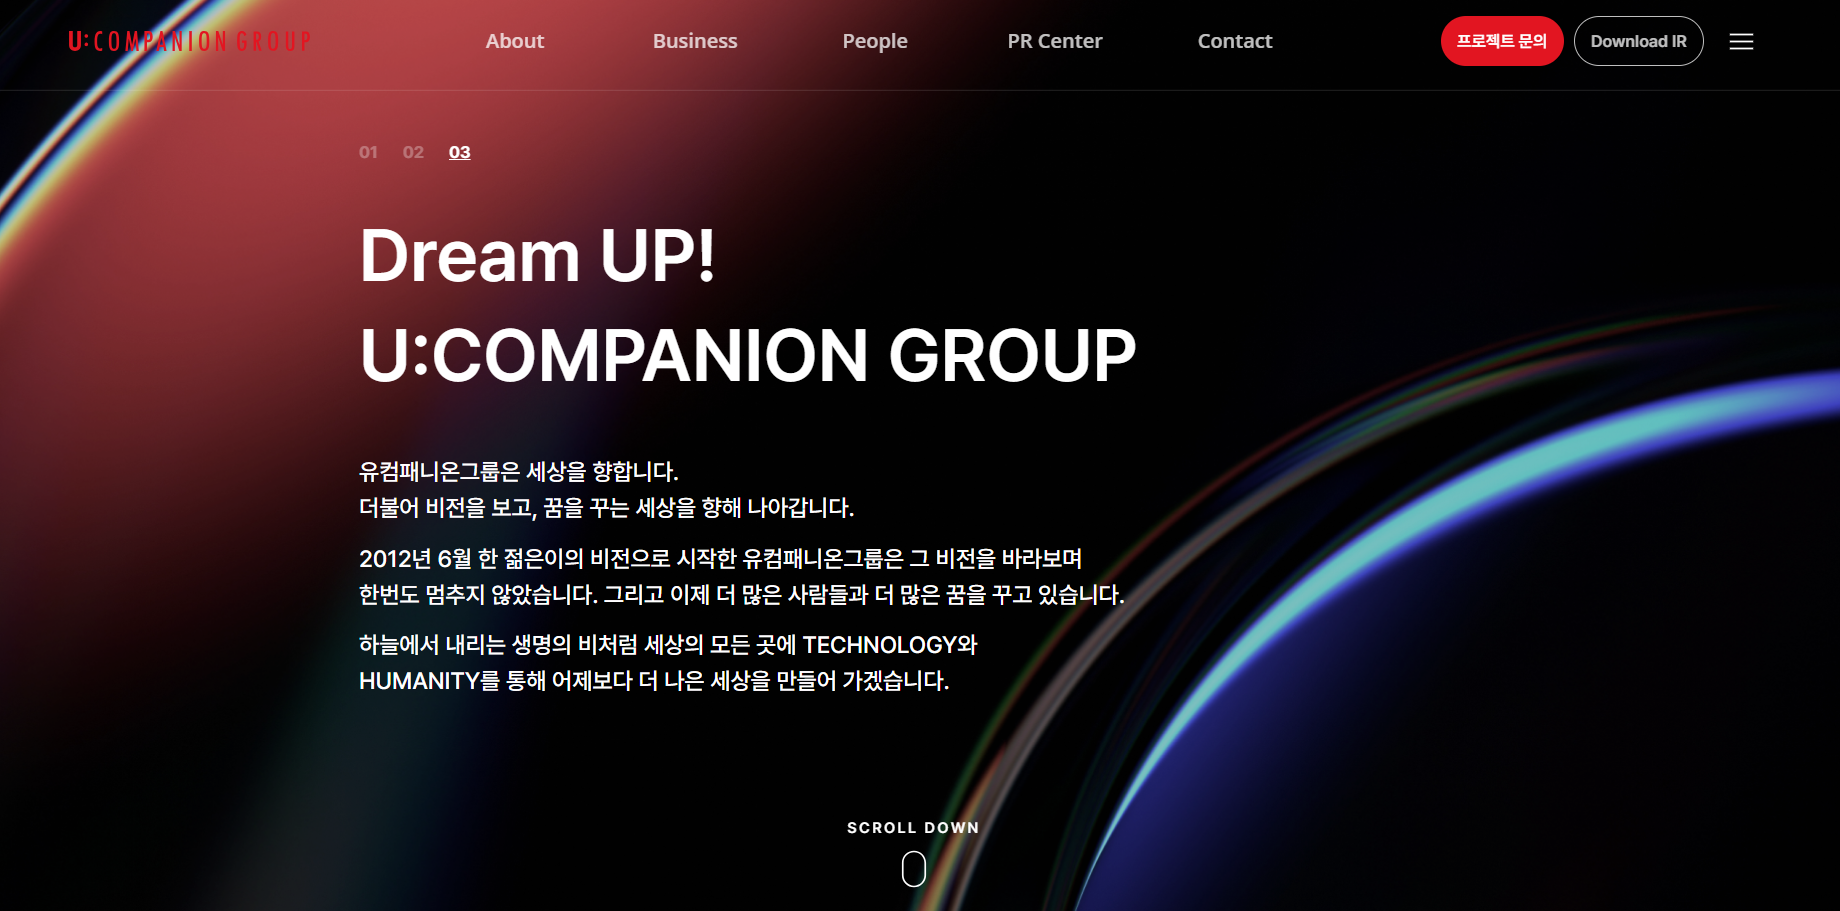 U:COMPANION GROUP
About
Business
People
PR Center
Contact
프로젝트 문의
Download IR
01 02 03
Dream UP!
U:COMPANION GROUP
유컴패니온그룹은 세상을 향합니다.
더불어 비전을 보고, 꿈을 꾸는 세상을 향해 나아갑니다.
2012년 6월 한 젊은이의 비전으로 시작한 유컴패니온그룹은 그 비전을 바라보며
한번도 멈추지 않았습니다. 그리고 이제 더 많은 사람들과 더 많은 꿈을 꾸고 있습니다.
하늘에서 내리는 생명의 비처럼 세상의 모든 곳에 TECHNOLOGY와
HUMANITY를 통해 어제보다 더 나은 세상을 만들어 가겠습니다.
SCROLL DOWN